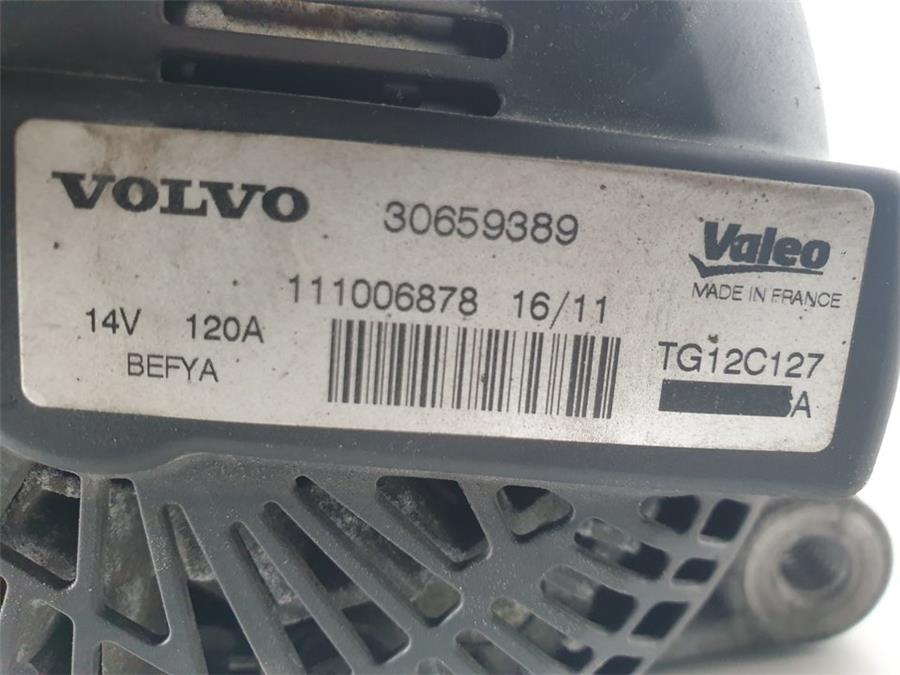 VOLVO 30659389
Valeo
MADE IN FRANCE
111006878 16/11
14V 120A
BEFYA
TG12C127
A